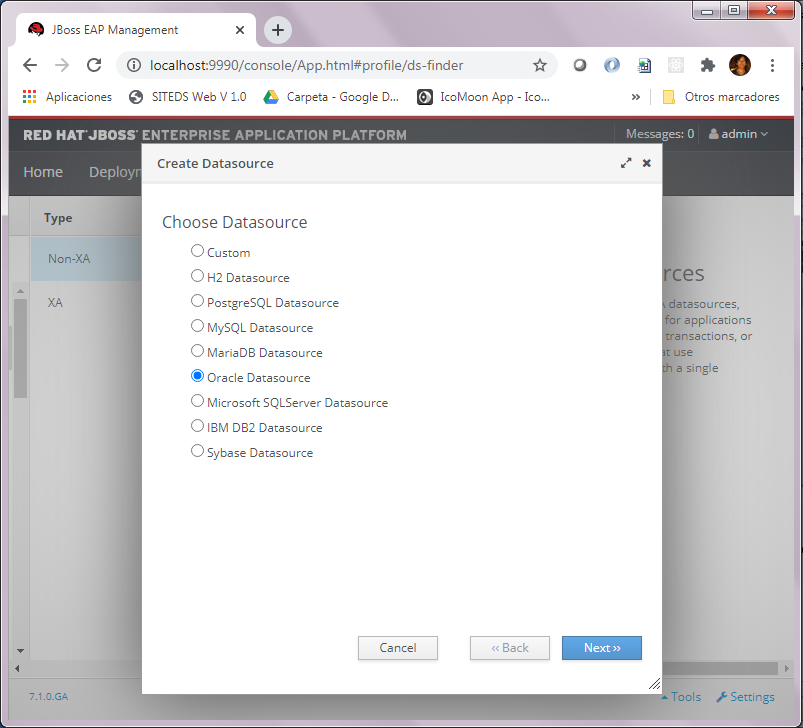 JBoss EAP Management
localhost:9990/console/App.html#profile/ds-finder
Aplicaciones
SITEDS Web V 1.0
Carpeta - Google D...
IcoMoon App - Ico...
»
Otros marcadores
RED HAT® JBOSS® ENTERPRISE APPLICATION PLATFORM
Messages: 0
admin
Home
Deployn
Create Datasource
Type
Non-XA
XA
Choose Datasource
Custom
H2 Datasource
PostgreSQL Datasource
MySQL Datasource
MariaDB Datasource
Oracle Datasource
Microsoft SQLServer Datasource
IBM DB2 Datasource
Sybase Datasource
rces
A datasources,
for applications
transactions, or
at use
th a single
Cancel
‹‹ Back
Next ››
7.1.0.GA
Tools
Settings